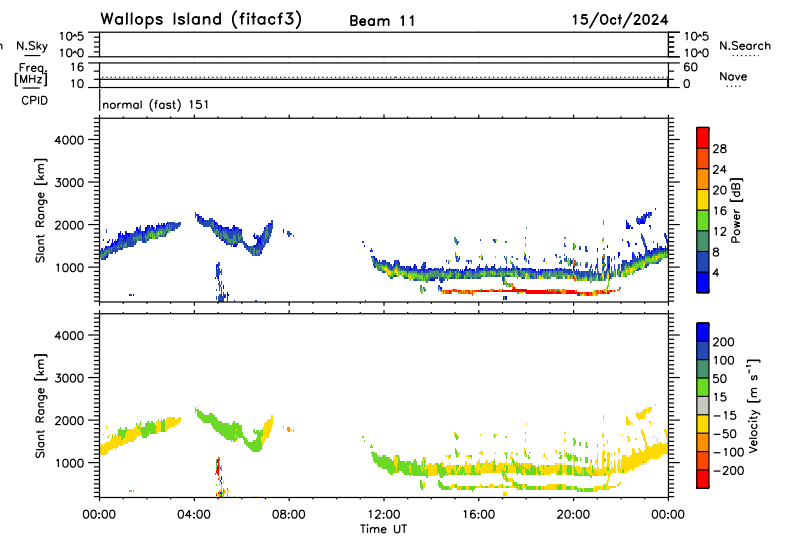 Wallops Island (fitacf3) Beam 11 15/Oct/2024
n N.Sky 10^5 10^0 10^5 10^0 N.Search
Freq. [MHz] 16 10 60 0 Nave
CPID normal (fast) 151
Slant Range [km]
4000
3000
2000
1000
28
24
20
16
12
8
4
Power [dB]
Slant Range [km]
4000
3000
2000
1000
200
100
50
15
-15
-50
-100
-200
Velocity [m s⁻¹]
00:00 04:00 08:00 12:00 16:00 20:00 00:00
Time UT